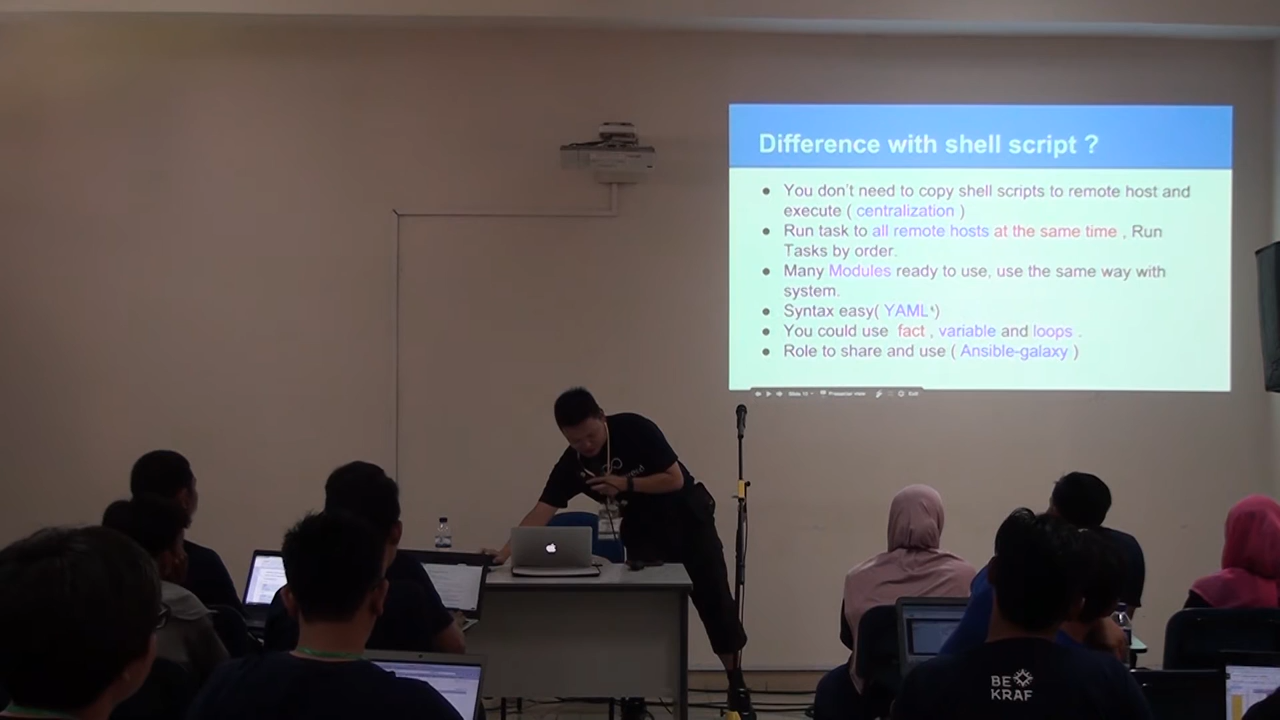 Difference with shell script ?
● You don't need to copy shell scripts to remote host and
execute ( centralization )
● Run task to all remote hosts at the same time , Run
Tasks by order.
● Many Modules ready to use, use the same way with
system.
● Syntax easy( YAML )
● You could use fact , variable and loops .
● Role to share and use ( Ansible-galaxy )
Presenter view
Exit
BE
KRAF